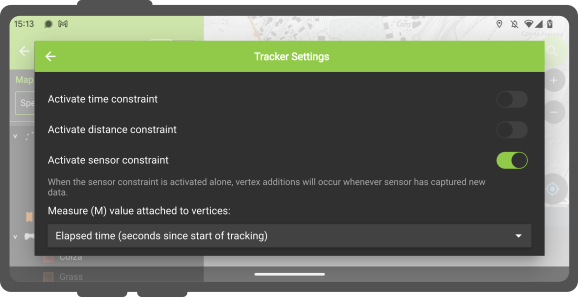 15:13
Tracker Settings
Map
Spe
Activate time constraint
Activate distance constraint
Activate sensor constraint
When the sensor constraint is activated alone, vertex additions will occur whenever sensor has captured new
data.
Measure (M) value attached to vertices:
Elapsed time (seconds since start of tracking)
Colza
Grass